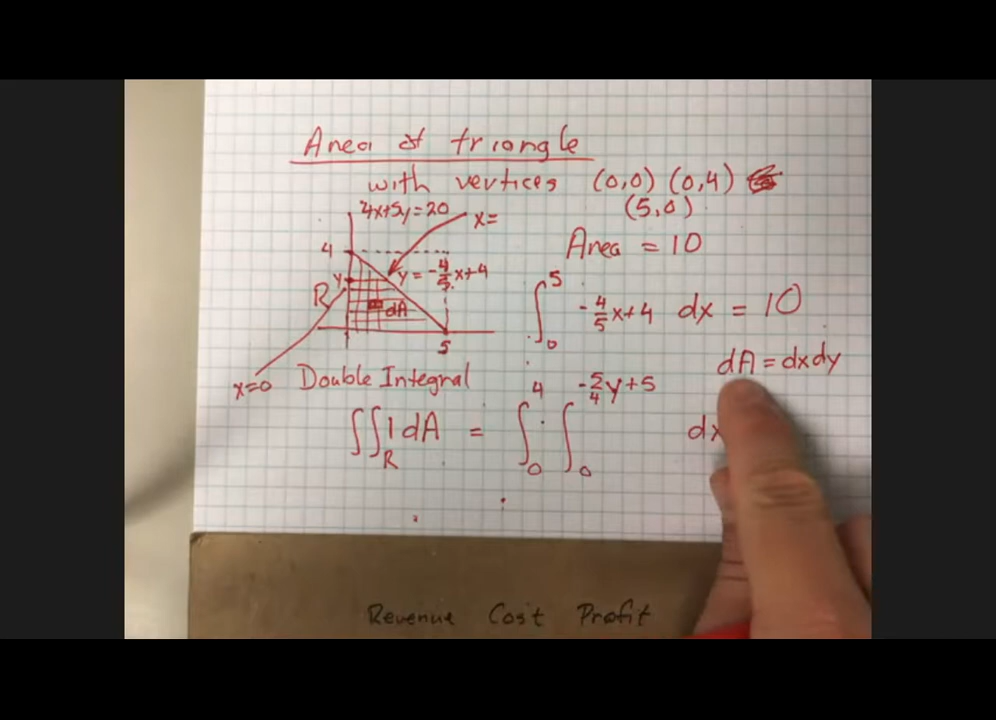 Area of triangle
with vertices (0,0) (0,4)
(5,0)
4x+5y=20
x=
Area = 10
4
y
y = -4/5x+4
R
dA
5
x=0
∫₀⁵ -4/5x+4 dx = 10
dA = dxdy
Double Integral
∬_R 1 dA = ∫₀⁴ ∫₀^(-5/4y+5) dx
Revenue Cost Profit